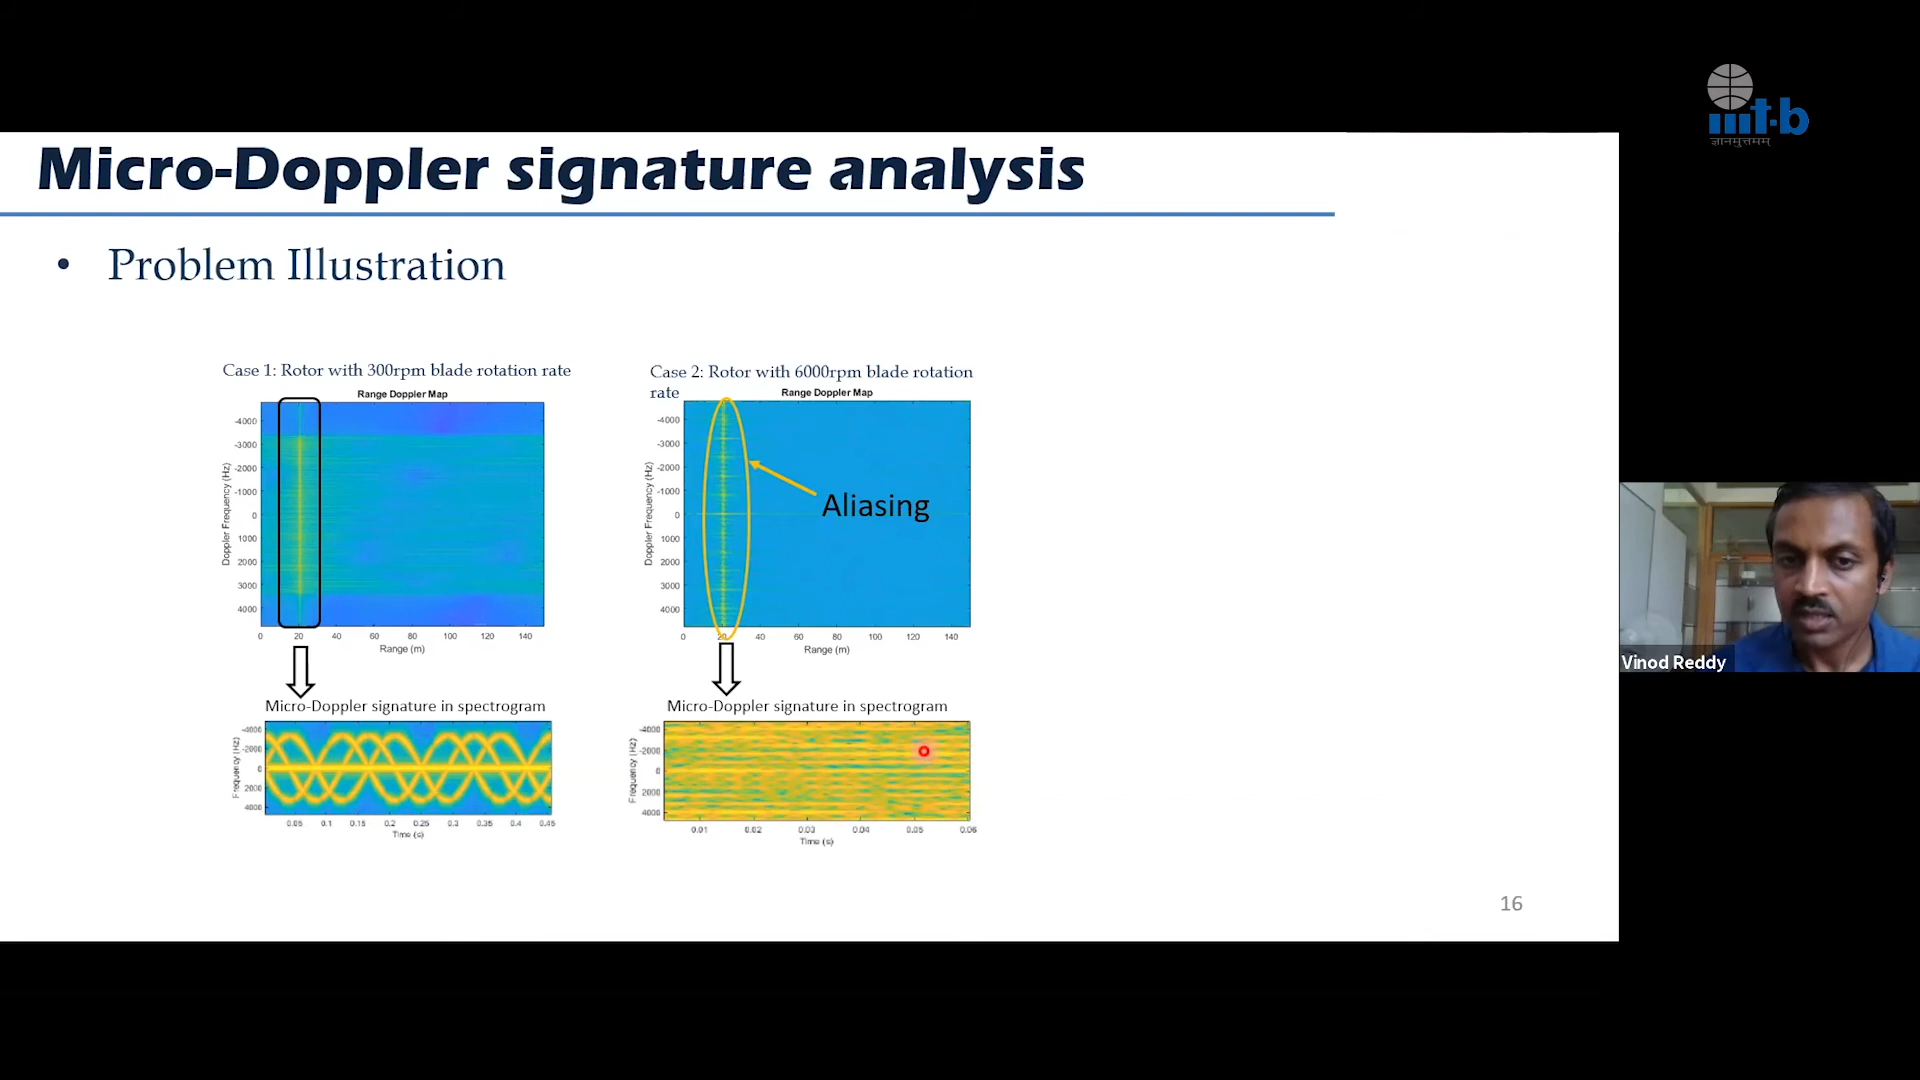 iiit-b
ज्ञानमुत्तमम्
Micro-Doppler signature analysis
• Problem Illustration
Case 1: Rotor with 300rpm blade rotation rate
Range Doppler Map
Doppler Frequency (Hz)
-4000
-3000
-2000
-1000
0
1000
2000
3000
4000
0 20 40 60 80 100 120 140
Range (m)
Micro-Doppler signature in spectrogram
Frequency (Hz)
-4000
-2000
0
2000
4000
0.05 0.1 0.15 0.2 0.25 0.3 0.35 0.4 0.45
Time (s)
Case 2: Rotor with 6000rpm blade rotation
rate
Range Doppler Map
Doppler Frequency (Hz)
-4000
-3000
-2000
-1000
0
1000
2000
3000
4000
0 20 40 60 80 100 120 140
Range (m)
Aliasing
Micro-Doppler signature in spectrogram
Frequency (Hz)
-4000
-2000
0
2000
4000
0.01 0.02 0.03 0.04 0.05 0.06
Time (s)
16
Vinod Reddy